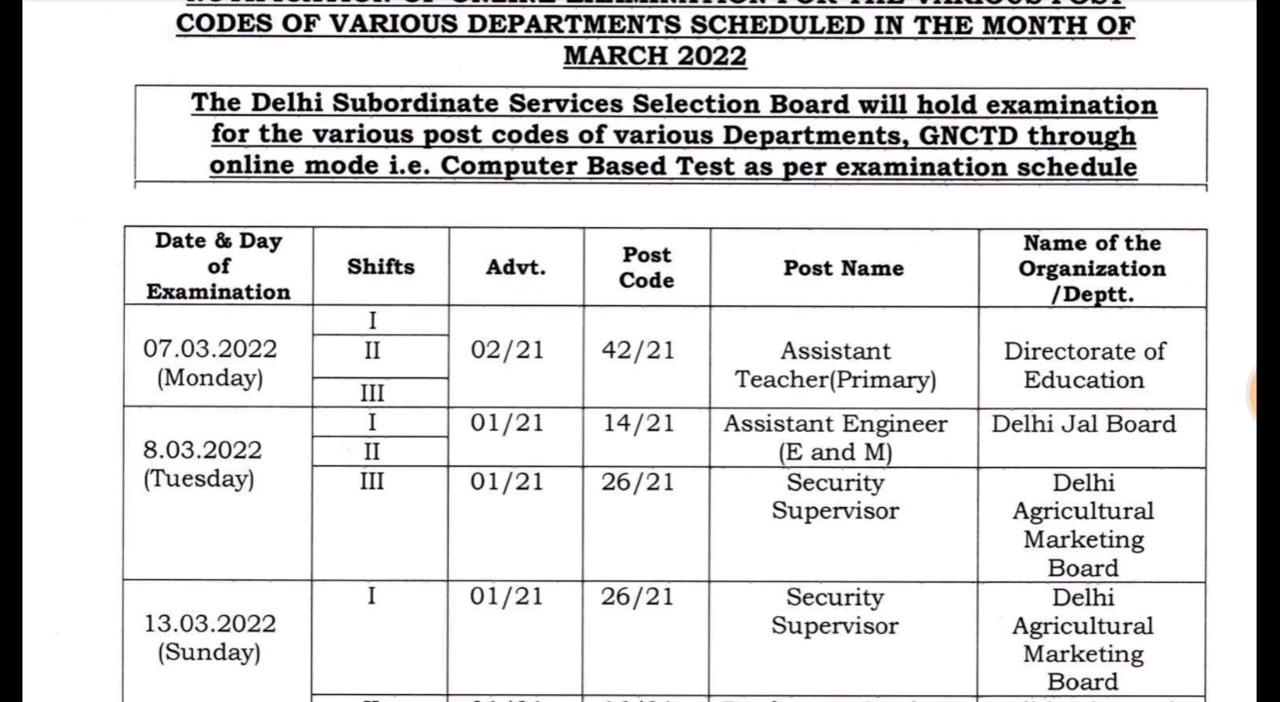 CODES OF VARIOUS DEPARTMENTS SCHEDULED IN THE MONTH OF
MARCH 2022
The Delhi Subordinate Services Selection Board will hold examination
for the various post codes of various Departments, GNCTD through
online mode i.e. Computer Based Test as per examination schedule
Date & Day of Examination Shifts Advt. Post Code Post Name Name of the Organization /Deptt.
07.03.2022 (Monday)
I
II
III
02/21 42/21 Assistant Teacher(Primary) Directorate of Education
8.03.2022 (Tuesday)
I
II
01/21 14/21 Assistant Engineer (E and M) Delhi Jal Board
III 01/21 26/21 Security Supervisor Delhi Agricultural Marketing Board
13.03.2022 (Sunday)
I 01/21 26/21 Security Supervisor Delhi Agricultural Marketing Board